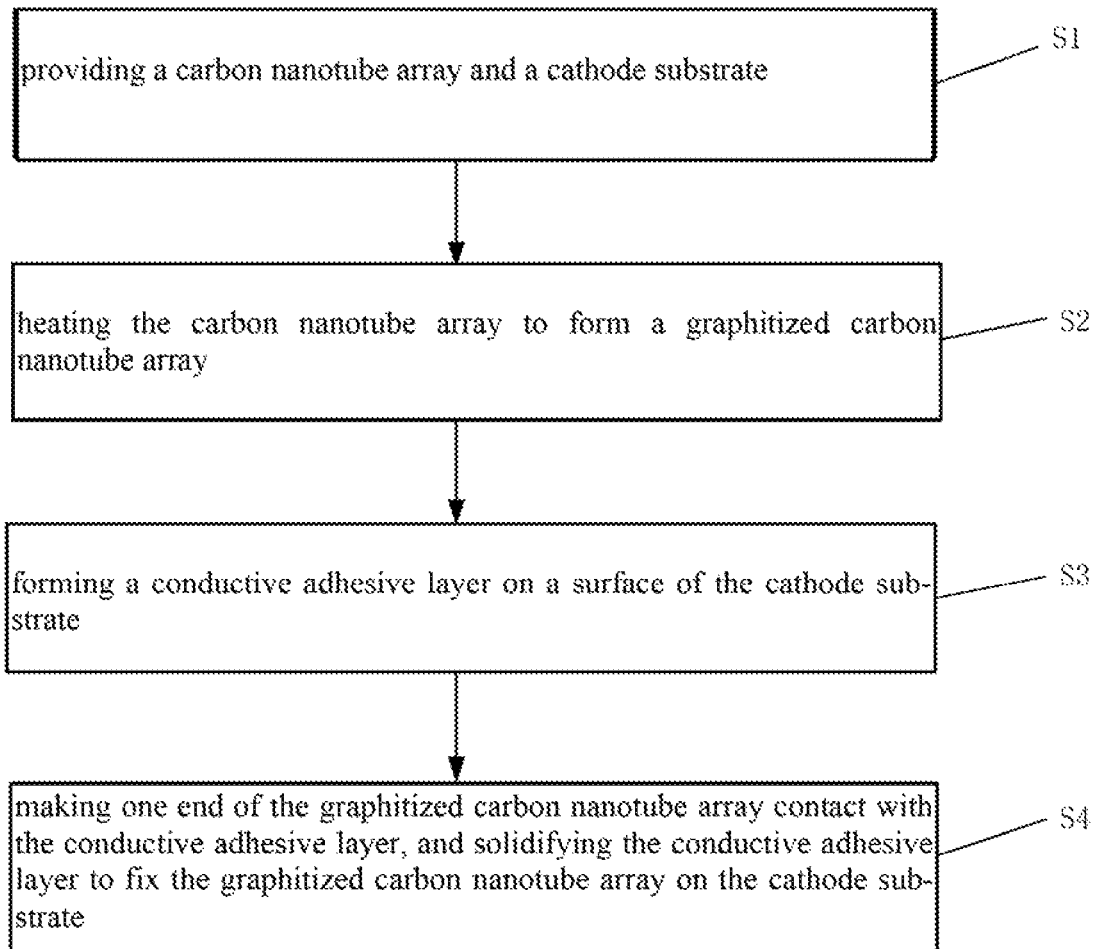 S1
providing a carbon nanotube array and a cathode substrate
S2
heating the carbon nanotube array to form a graphitized carbon
nanotube array
S3
forming a conductive adhesive layer on a surface of the cathode sub-
strate
S4
making one end of the graphitized carbon nanotube array contact with
the conductive adhesive layer, and solidifying the conductive adhesive
layer to fix the graphitized carbon nanotube array on the cathode sub-
strate